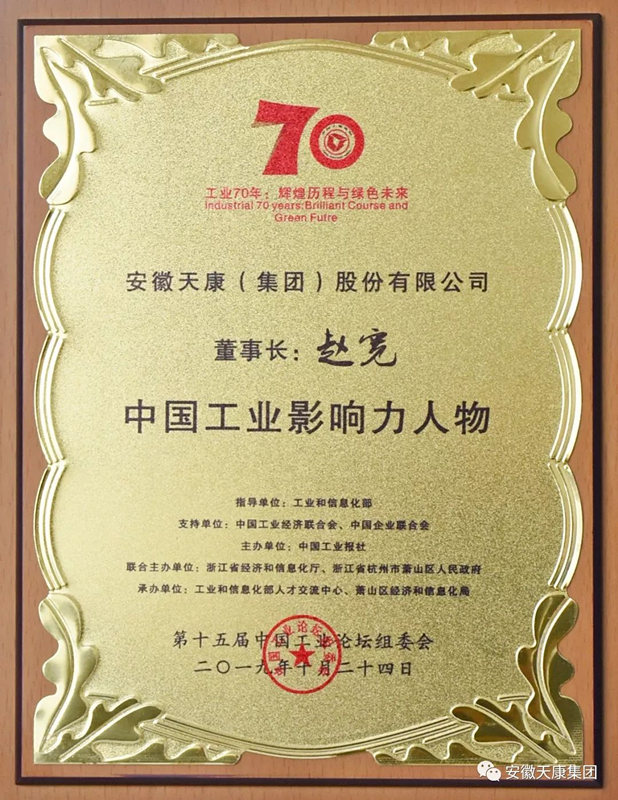 70
工业70年：辉煌历程与绿色未来
Industrial 70 years:Brilliant Course and
Green Futre
安徽天康（集团）股份有限公司
董事长：赵宽
中国工业影响力人物
指导单位：工业和信息化部
支持单位：中国工业经济联合会、中国企业联合会
主办单位：中国工业报社
联合主办单位：浙江省经济和信息化厅、浙江省杭州市萧山区人民政府
承办单位：工业和信息化部人才交流中心、萧山区经济和信息化局
第十五届中国工业论坛组委会
二〇一九年十月二十四日
安徽天康集团